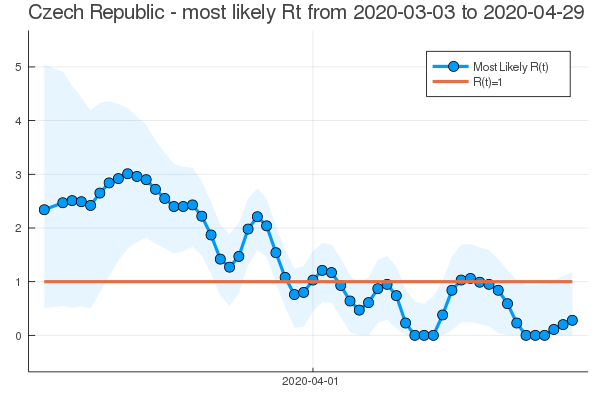 Czech Republic - most likely Rt from 2020-03-03 to 2020-04-29
5
4
3
2
1
0
2020-04-01
Most Likely R(t)
R(t)=1